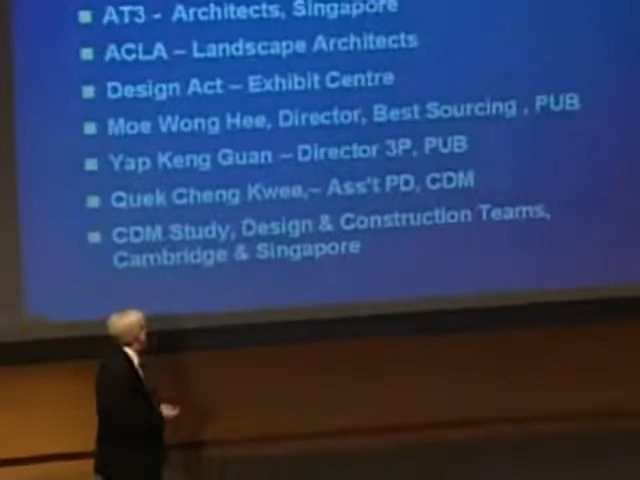 AT3 - Architects, Singapore
ACLA – Landscape Architects
Design Act – Exhibit Centre
Moe Wong Hee, Director, Best Sourcing , PUB
Yap Keng Guan – Director 3P, PUB
Quek Cheng Kwee,– Ass't PD, CDM
CDM Study, Design & Construction Teams,
Cambridge & Singapore